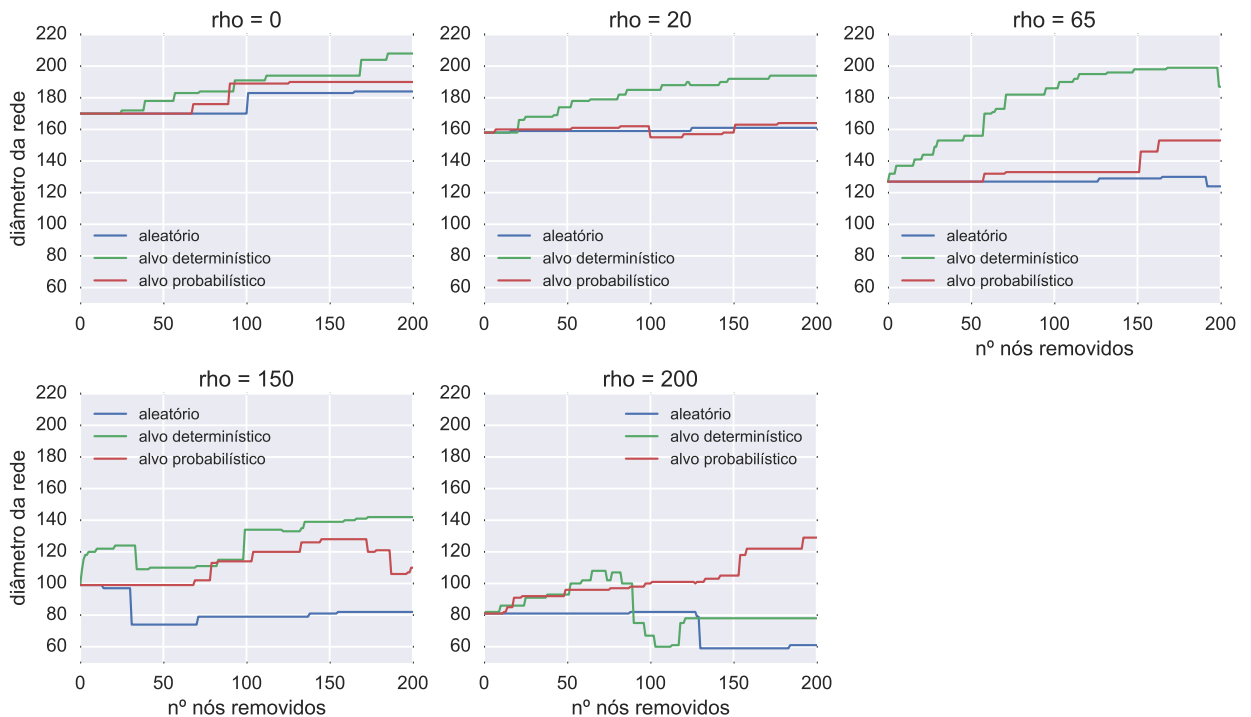 rho = 0
220
200
180
160
140
120
100
80
60
diâmetro da rede
aleatório
alvo determinístico
alvo probabilístico
0 50 100 150 200
rho = 20
220
200
180
160
140
120
100
80
60
aleatório
alvo determinístico
alvo probabilístico
0 50 100 150 200
rho = 65
220
200
180
160
140
120
100
80
60
aleatório
alvo determinístico
alvo probabilístico
0 50 100 150 200
nº nós removidos
rho = 150
220
200
180
160
140
120
100
80
60
diâmetro da rede
aleatório
alvo determinístico
alvo probabilístico
0 50 100 150 200
nº nós removidos
rho = 200
220
200
180
160
140
120
100
80
60
aleatório
alvo determinístico
alvo probabilístico
0 50 100 150 200
nº nós removidos